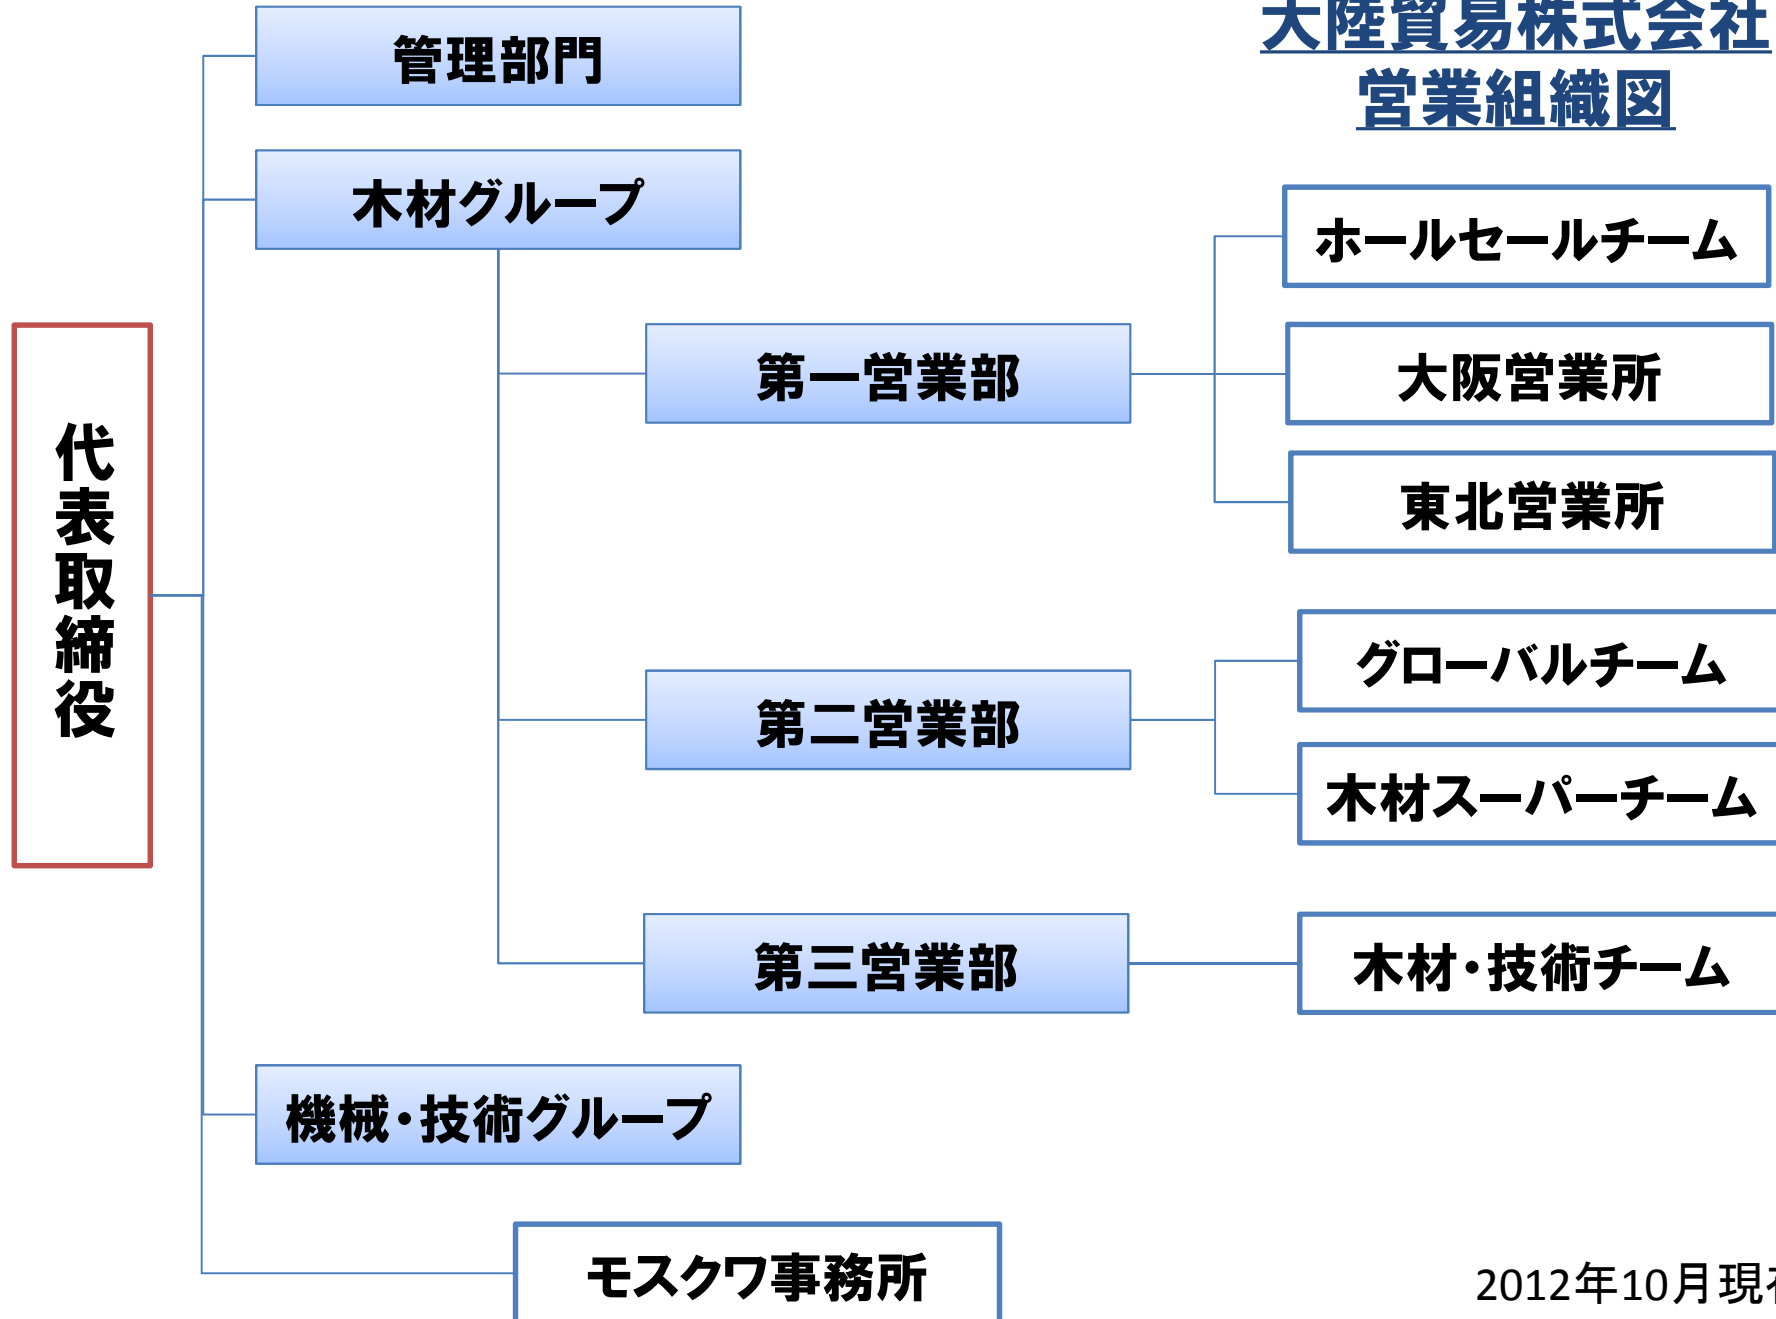 大陸貿易株式会社
営業組織図
代表取締役
管理部門
木材グループ
第一営業部
ホールセールチーム
大阪営業所
東北営業所
第二営業部
グローバルチーム
木材スーパーチーム
第三営業部
木材・技術チーム
機械・技術グループ
モスクワ事務所
2012年10月現在